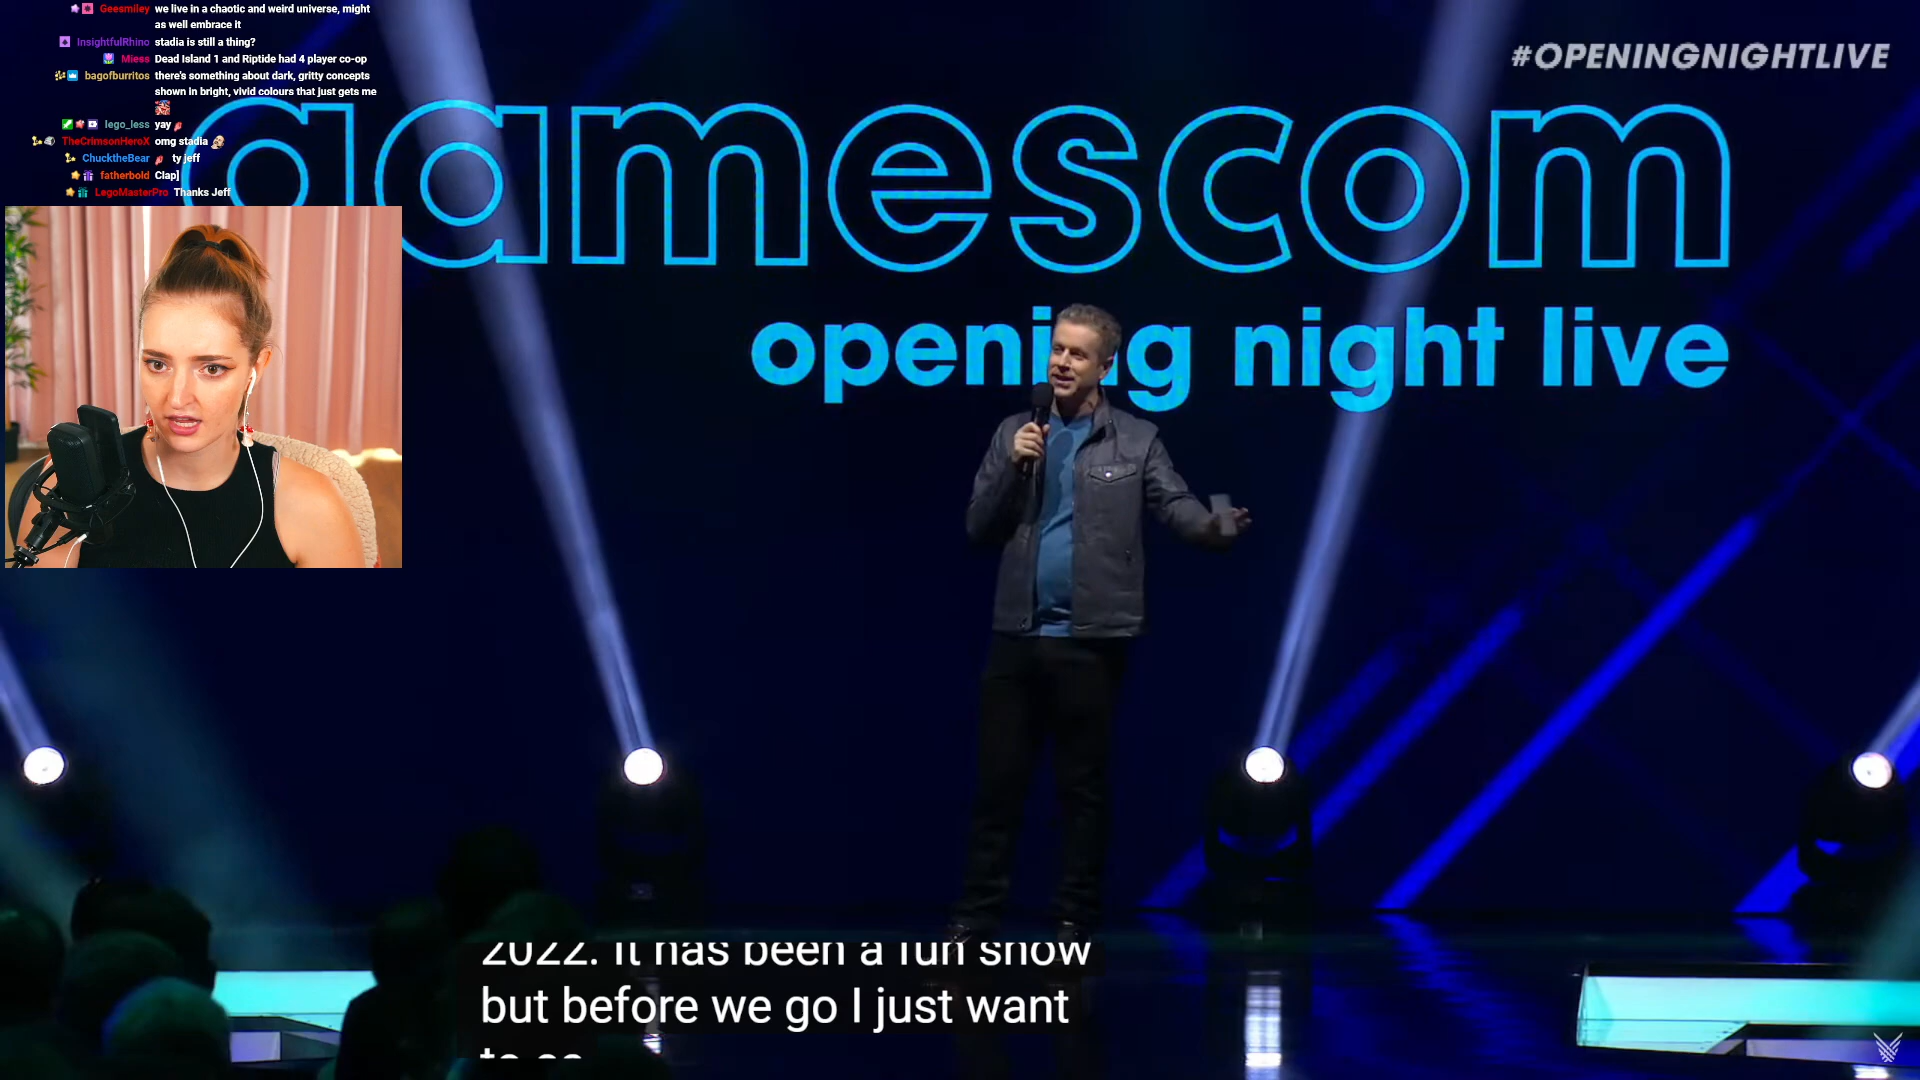 Geesmiley we live in a chaotic and weird universe, might
as well embrace it
InsightfulRhino stadia is still a thing?
Miess Dead Island 1 and Riptide had 4 player co-op
bagofburritos there's something about dark, gritty concepts
shown in bright, vivid colours that just gets me
lego_less yay
TheCrimsonHeroX omg stadia
ChucktheBear ty jeff
fatherbold Clap]
LegoMasterPro Thanks Jeff
#OPENINGNIGHTLIVE
gamescom
opening night live
2022. It has been a fun show
but before we go I just want